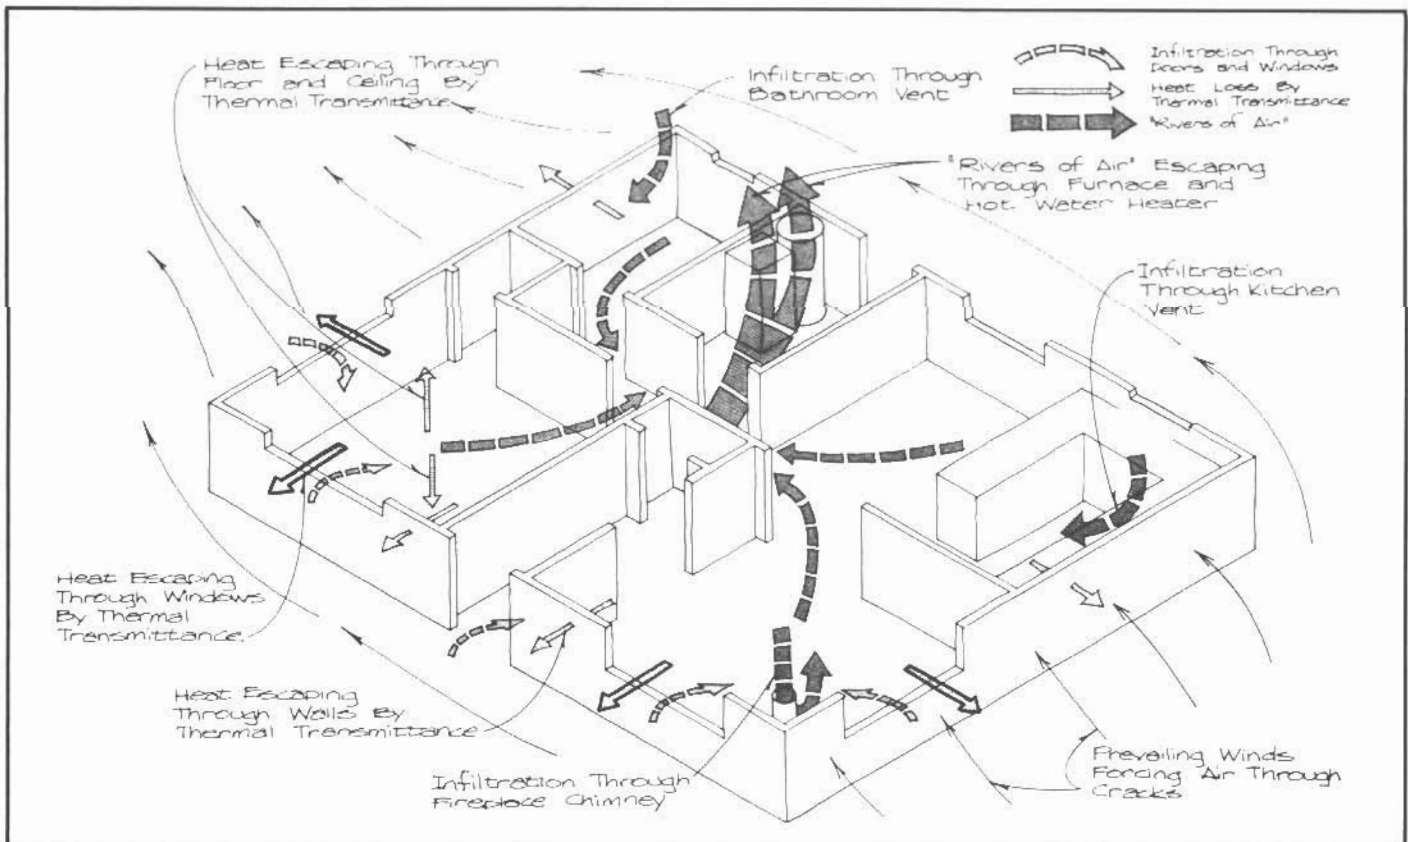 Heat Escaping Through
Floor and Ceiling By
Thermal Transmittance
Infiltration Through
Bathroom Vent
Infiltration Through
Doors and Windows
Heat Loss By
Thermal Transmittance
"Rivers of Air"
"Rivers of Air" Escaping
Through Furnace and
Hot Water Heater
Infiltration
Through Kitchen
Vent
Heat Escaping
Through Windows
By Thermal
Transmittance
Heat Escaping
Through Walls By
Thermal Transmittance
Infiltration Through
Fireplace Chimney
Prevailing Winds
Forcing Air Through
Cracks